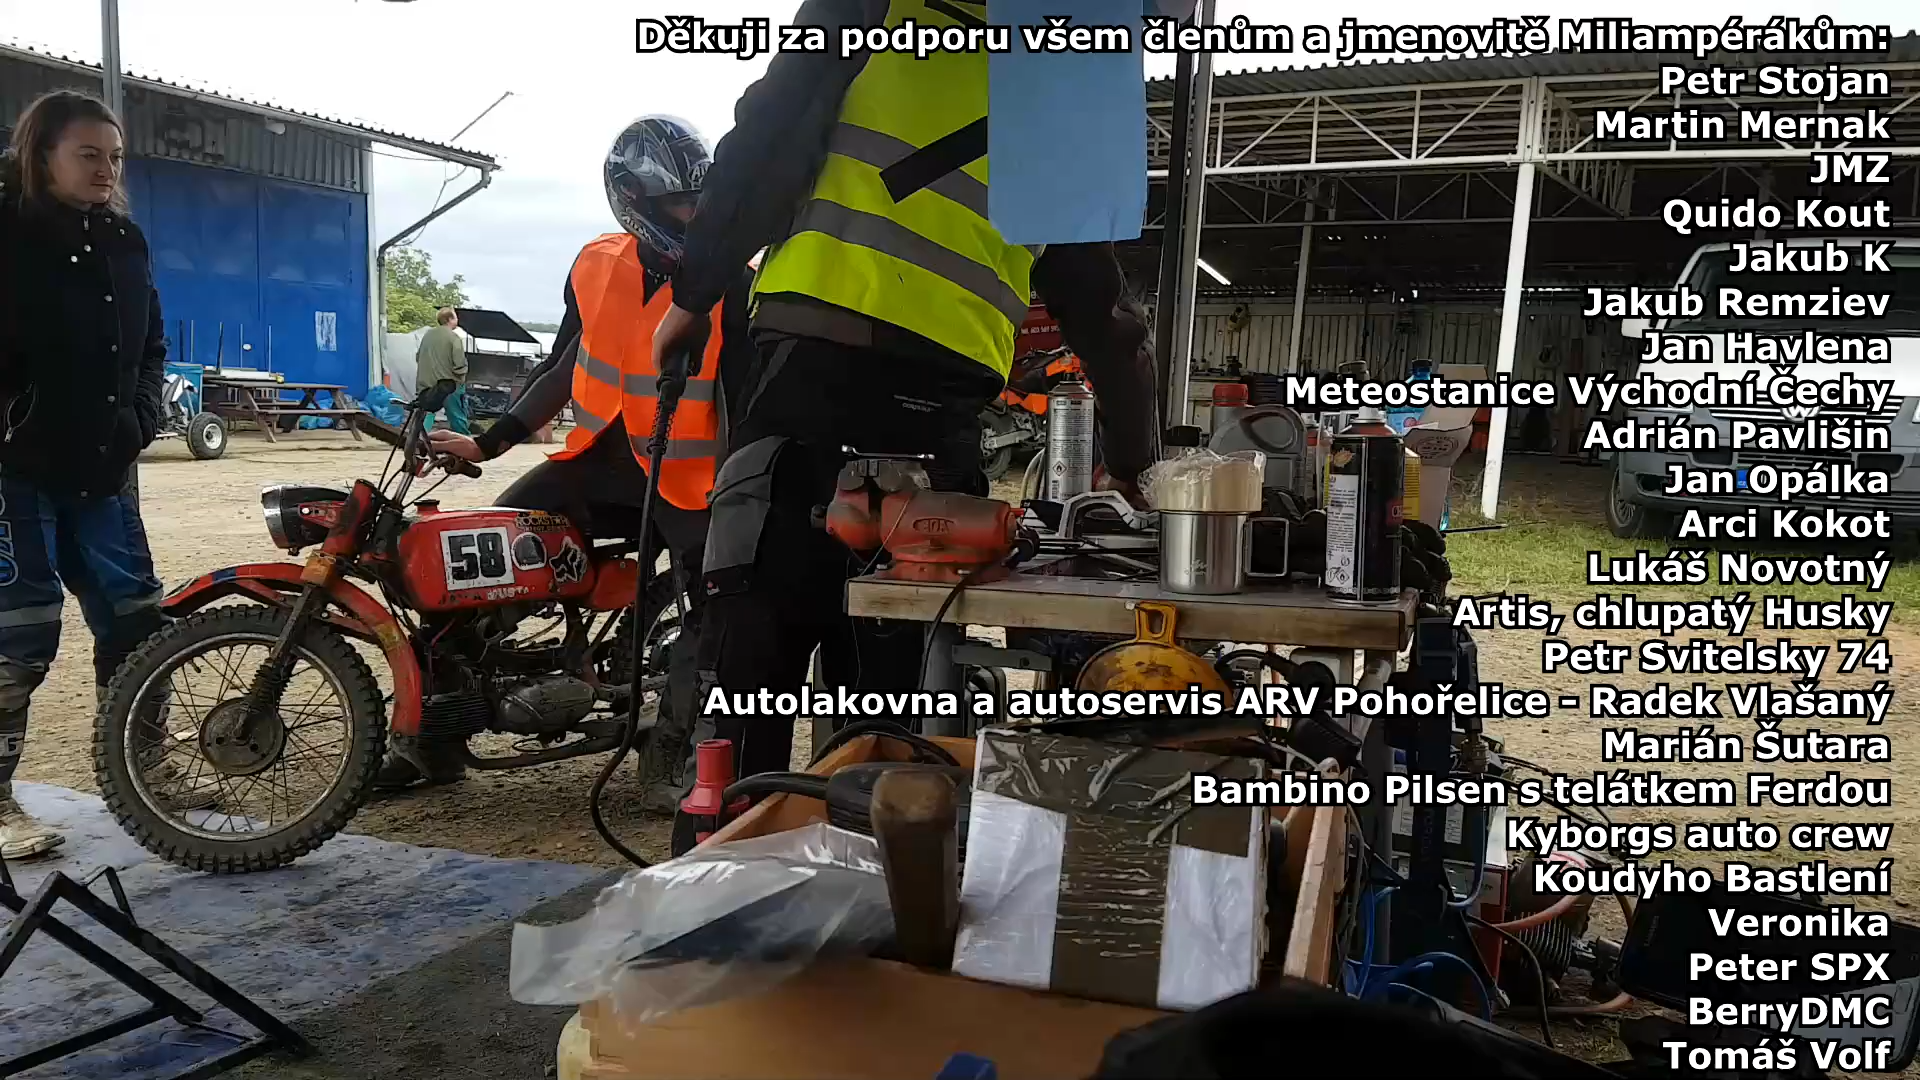 Děkuji za podporu všem členům a jmenovitě Miliampérákům:
Petr Stojan
Martin Mernak
JMZ
Quido Kout
Jakub K
Jakub Remziev
Jan Havlena
Meteostanice Východní Čechy
Adrián Pavlišin
Jan Opálka
Arci Kokot
Lukáš Novotný
Artis, chlupatý Husky
Petr Svitelsky 74
Autolakovna a autoservis ARV Pohořelice - Radek Vlašaný
Marián Šutara
Bambino Pilsen s telátkem Ferdou
Kyborgs auto crew
Koudyho Bastlení
Veronika
Peter SPX
BerryDMC
Tomáš Volf
ROCKSTAR
58